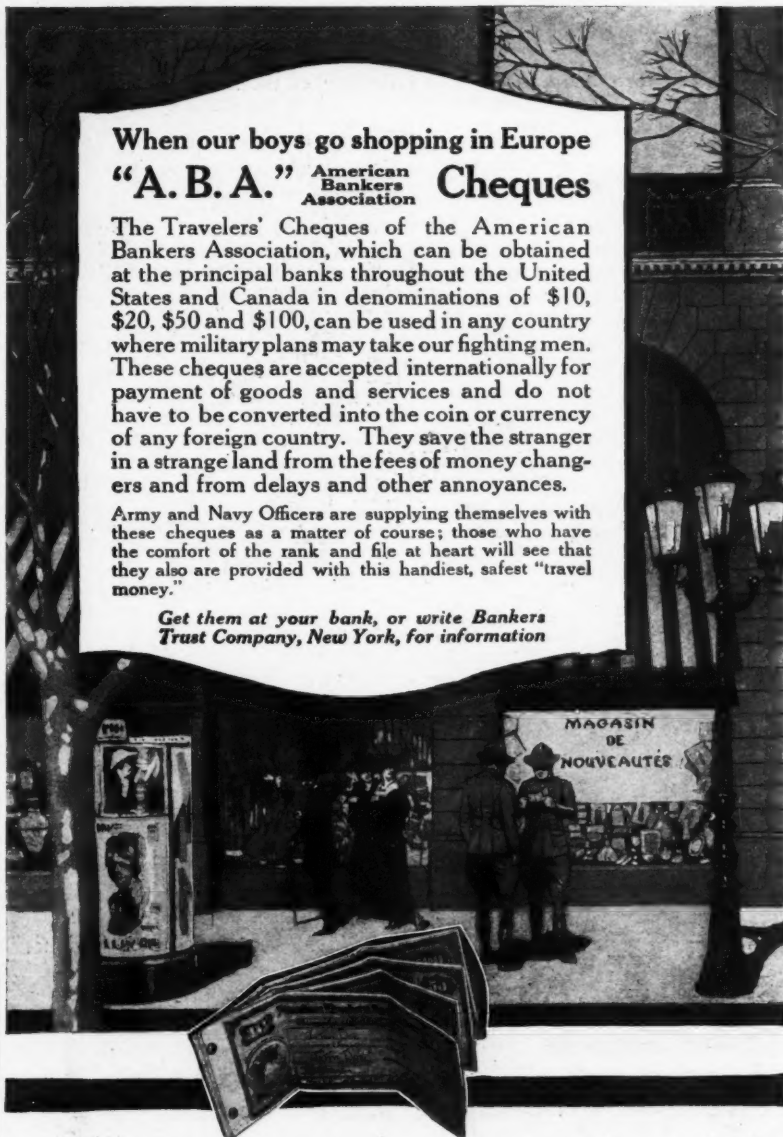 When our boys go shopping in Europe
"A. B. A." American Bankers Association Cheques
The Travelers' Cheques of the American
Bankers Association, which can be obtained
at the principal banks throughout the United
States and Canada in denominations of $10,
$20, $50 and $100, can be used in any country
where military plans may take our fighting men.
These cheques are accepted internationally for
payment of goods and services and do not
have to be converted into the coin or currency
of any foreign country. They save the stranger
in a strange land from the fees of money chang-
ers and from delays and other annoyances.
Army and Navy Officers are supplying themselves with
these cheques as a matter of course; those who have
the comfort of the rank and file at heart will see that
they also are provided with this handiest, safest "travel
money."
Get them at your bank, or write Bankers
Trust Company, New York, for information
MAGASIN
DE
NOUVEAUTÉS